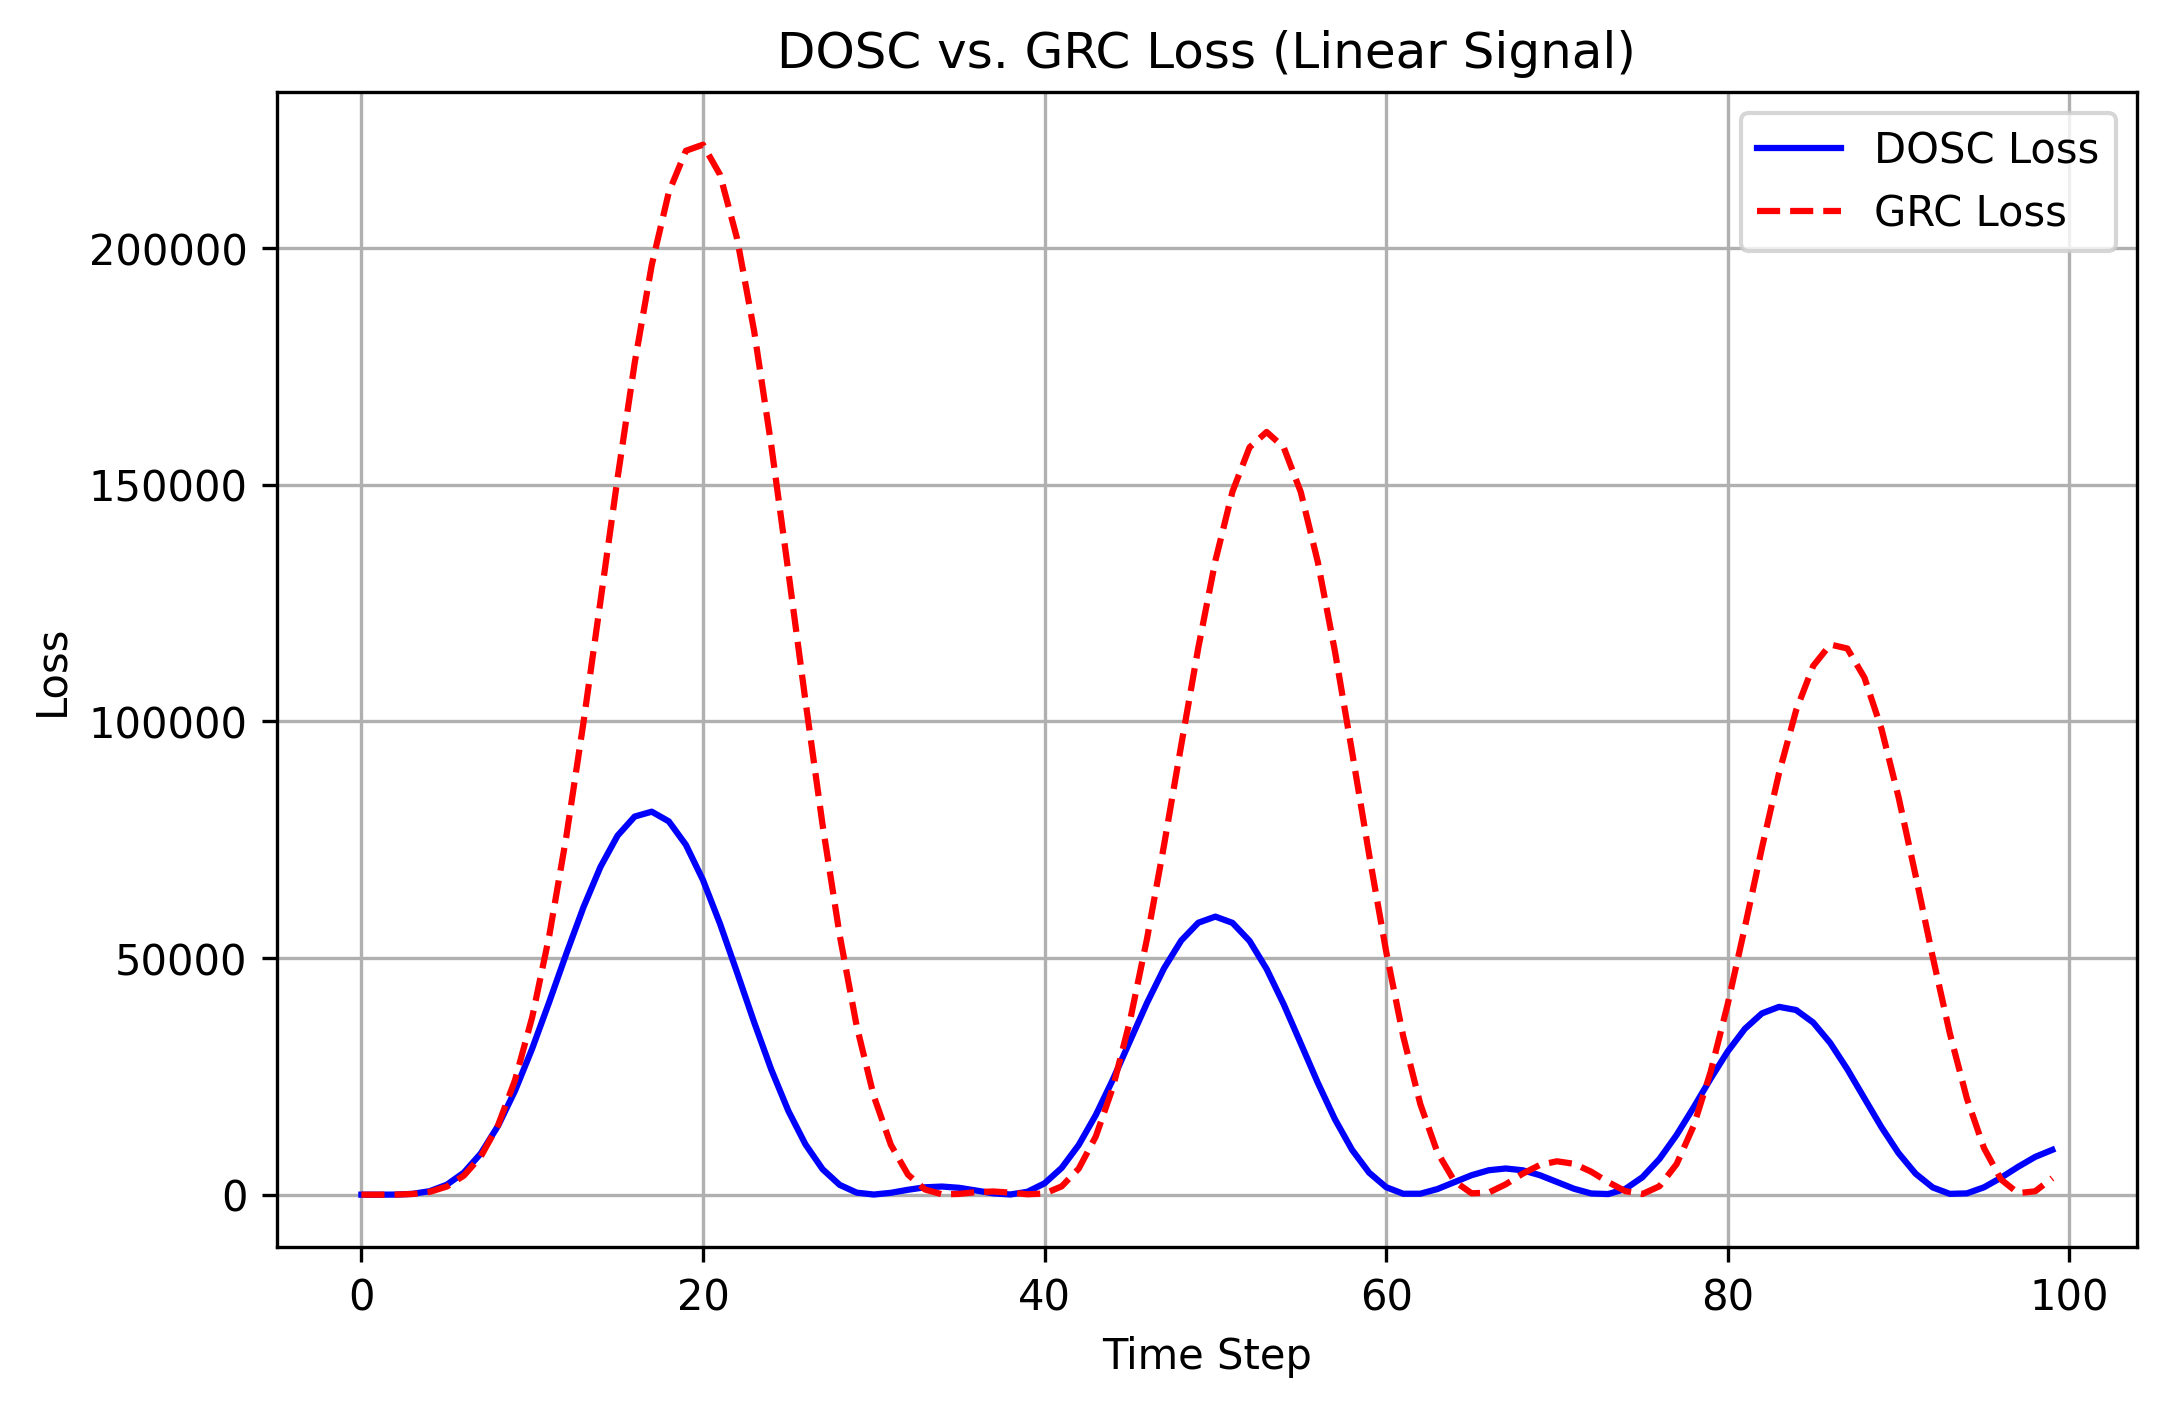 DOSC vs. GRC Loss (Linear Signal)
DOSC Loss
GRC Loss
200000
150000
100000
50000
0
Loss
0 20 40 60 80 100
Time Step